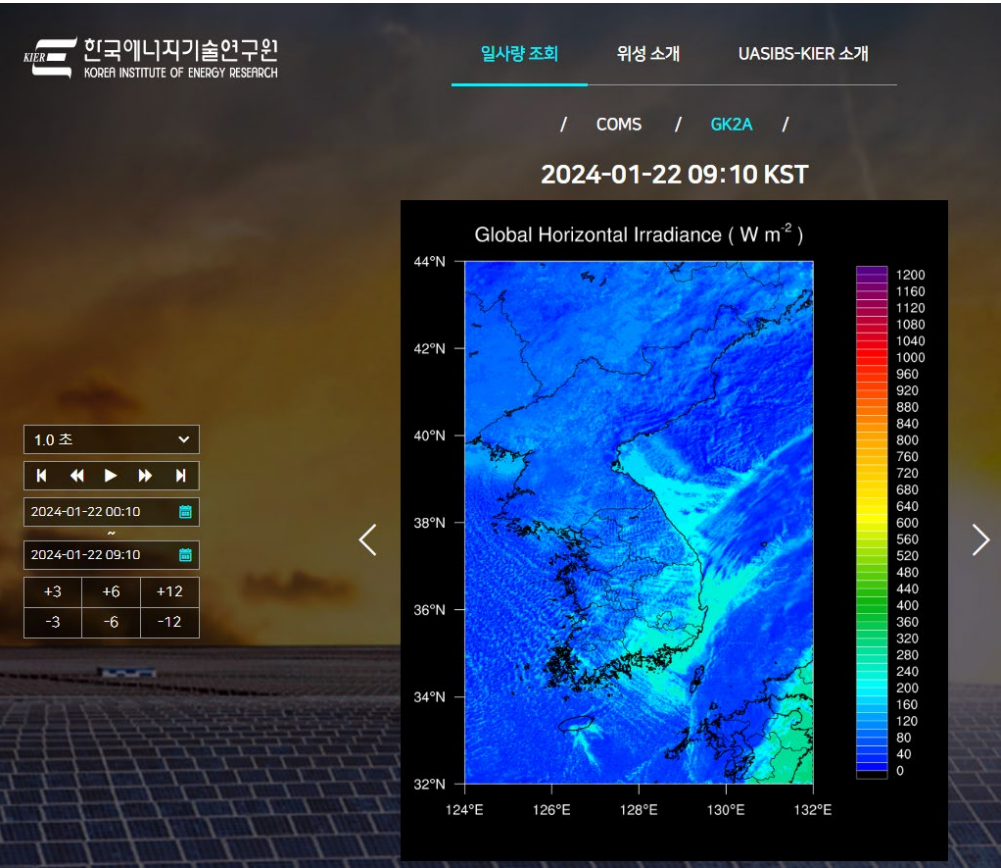 KIER 한국에너지기술연구원
KOREA INSTITUTE OF ENERGY RESEARCH
일사량 조회 위성 소개 UASIBS-KIER 소개
/ COMS / GK2A /
2024-01-22 09:10 KST
Global Horizontal Irradiance ( W m⁻² )
44°N
42°N
40°N
38°N
36°N
34°N
32°N
124°E 126°E 128°E 130°E 132°E
1200
1160
1120
1080
1040
1000
960
920
880
840
800
760
720
680
640
600
560
520
480
440
400
360
320
280
240
200
160
120
80
40
0
1.0 초
2024-01-22 00:10
~
2024-01-22 09:10
+3 +6 +12
-3 -6 -12